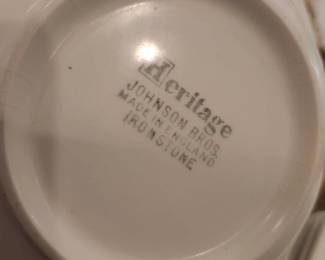 Heritage
JOHNSON BROS.
MADE IN ENGLAND
IRONSTONE